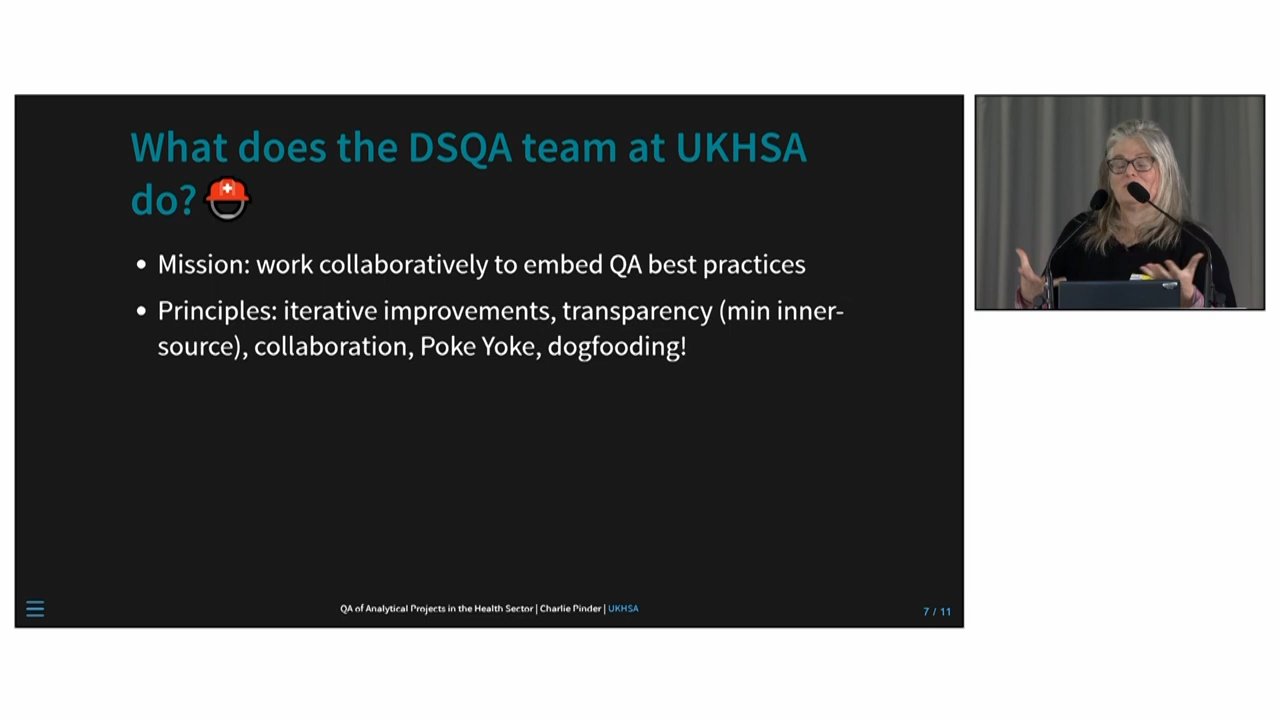 What does the DSQA team at UKHSA
do?
• Mission: work collaboratively to embed QA best practices
• Principles: iterative improvements, transparency (min inner-
source), collaboration, Poke Yoke, dogfooding!
QA of Analytical Projects in the Health Sector | Charlie Pinder | UKHSA
7 / 11